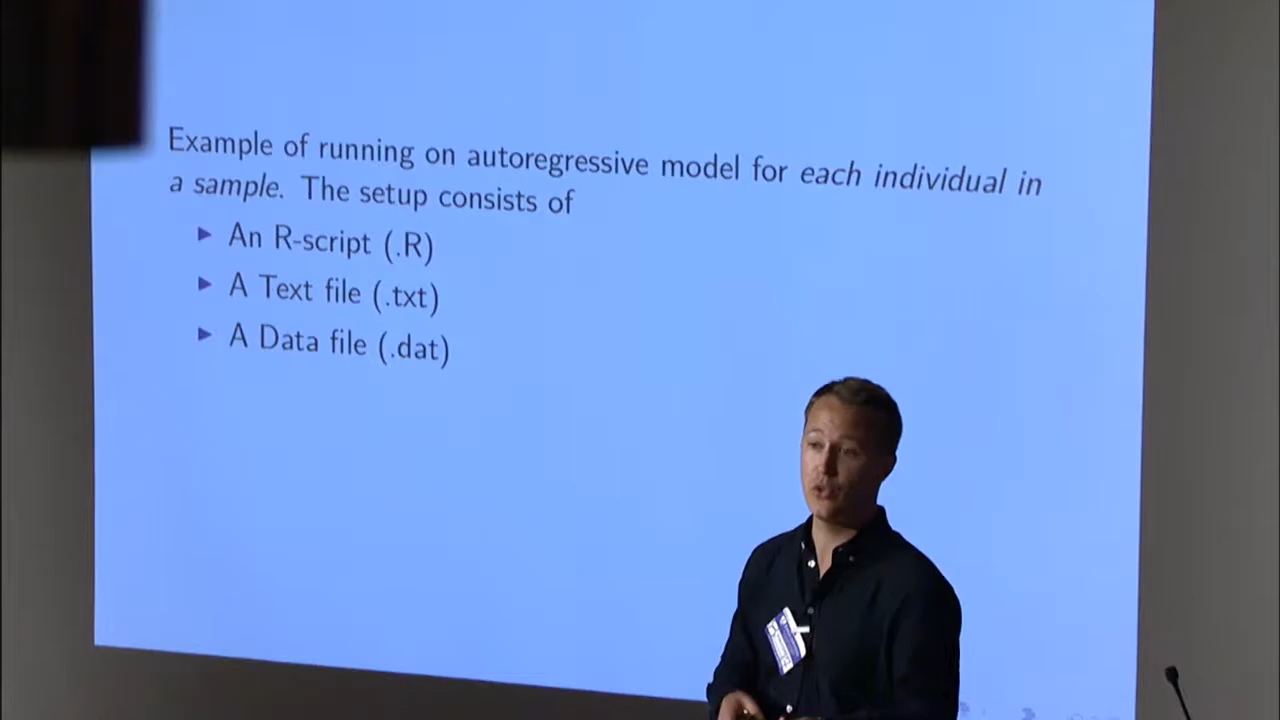 Example of running on autoregressive model for each individual in
a sample. The setup consists of
An R-script (.R)
A Text file (.txt)
A Data file (.dat)